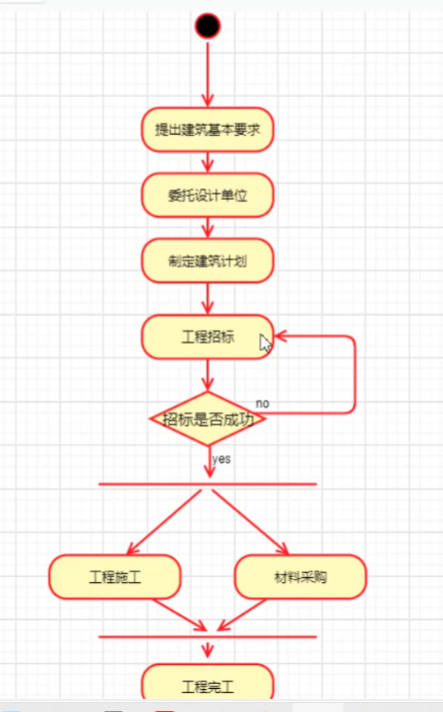 提出建筑基本要求
委托设计单位
制定建筑计划
工程招标
招标是否成功
no
yes
工程施工
材料采购
工程完工